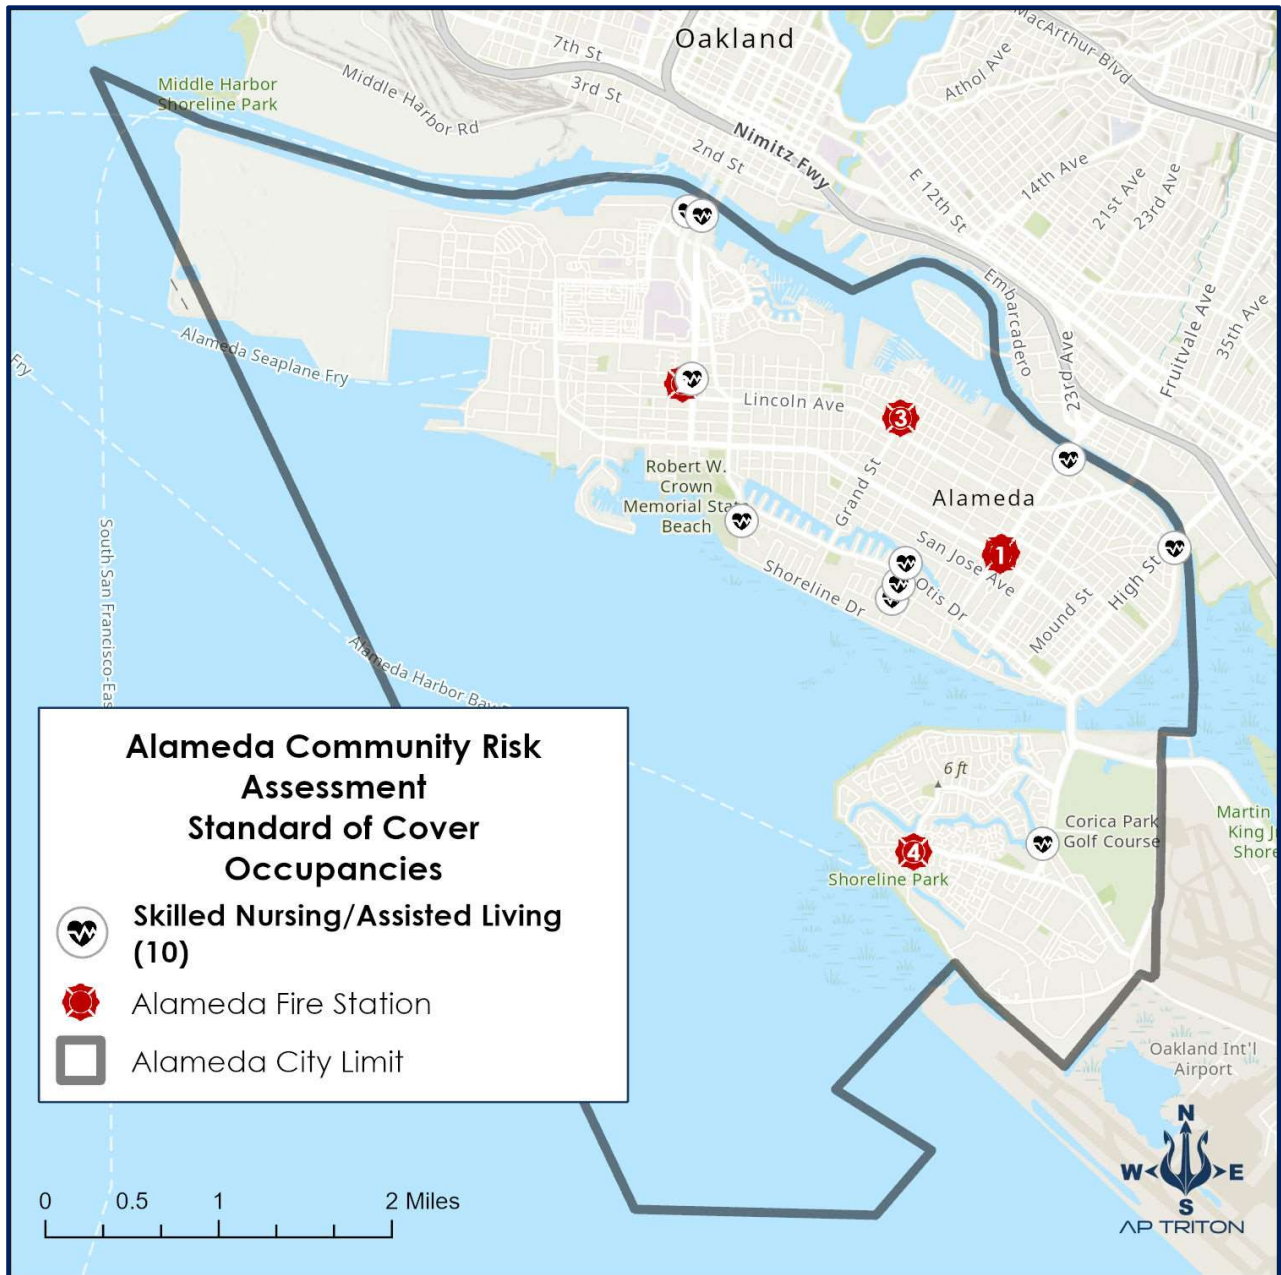 Oakland
MacArthur Blvd
7th St
Athol Ave
Middle Harbor
Shoreline Park
Middle Harbor Rd
3rd St
Nimitz Fwy
2nd St
E 12th St
14th Ave
21st Ave
23rd Ave
Embarcadero
Fruitvale Ave
35th Ave
23rd Ave
Alameda Seaplane Fry
Fry
Lincoln Ave
3
Robert W.
Crown
Memorial State
Beach
Grand St
Alameda
1
San Jose Ave
High St
Shoreline Dr
Otis Dr
Mound St
South San Francisco-Eas
Alameda Harbor Bay
6 ft
Corica Park
Golf Course
4
Shoreline Park
Martin
King J
Shore
Oakland Int'l
Airport
Alameda Community Risk
Assessment
Standard of Cover
Occupancies
Skilled Nursing/Assisted Living
(10)
Alameda Fire Station
Alameda City Limit
0 0.5 1 2 Miles
N
W E
S
AP TRITON